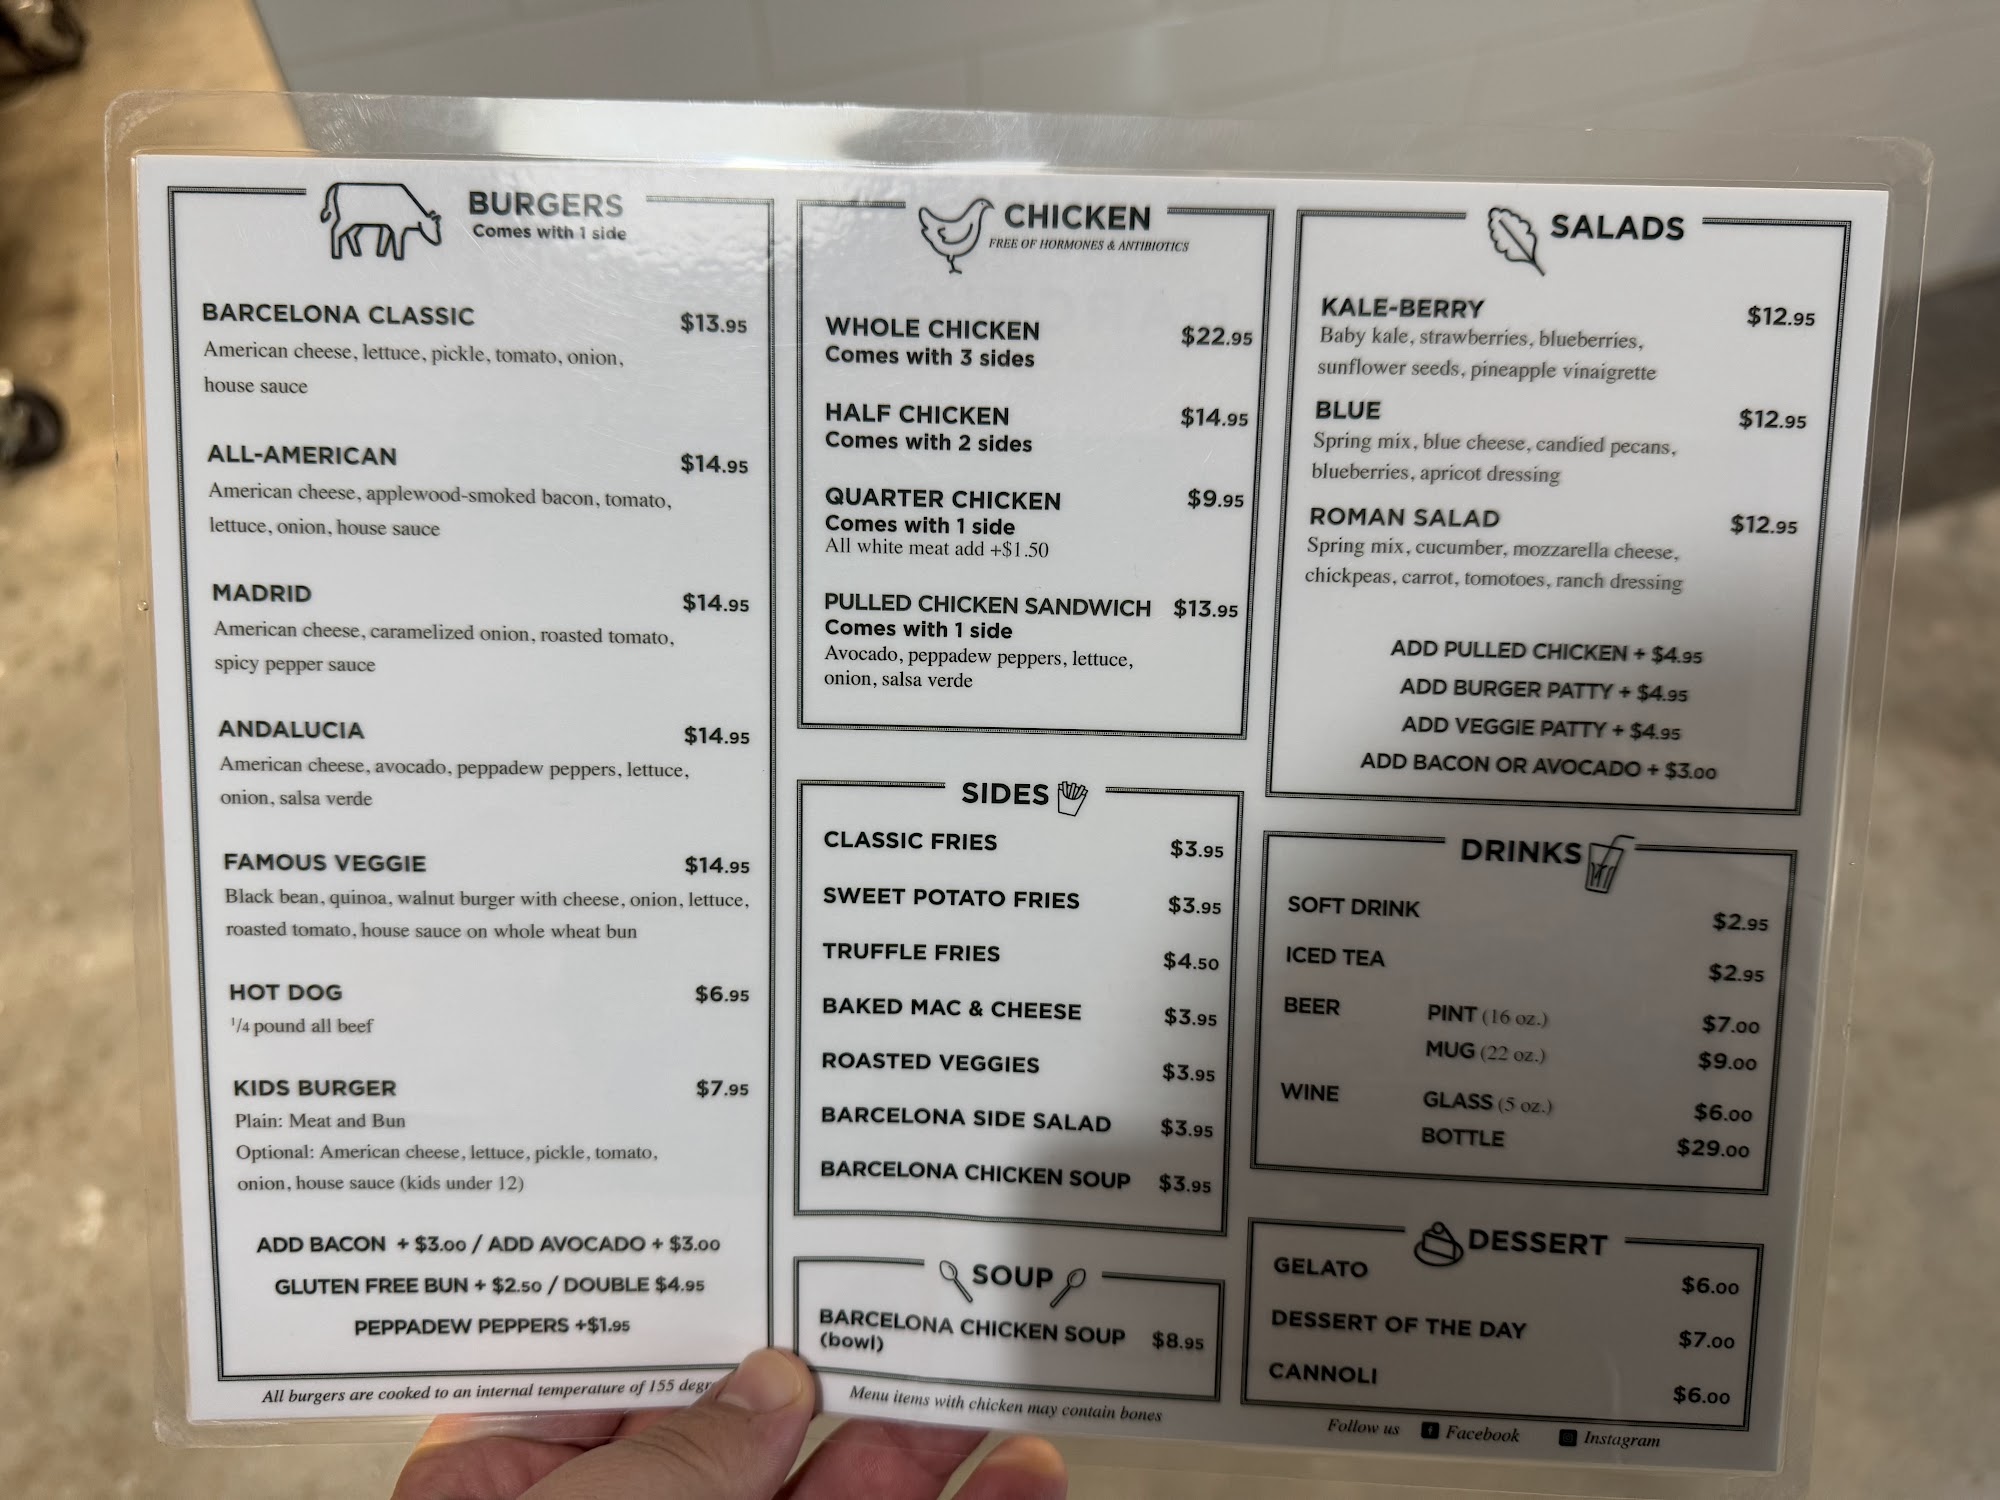 BURGERS
Comes with 1 side
BARCELONA CLASSIC $13.95
American cheese, lettuce, pickle, tomato, onion,
house sauce
ALL-AMERICAN $14.95
American cheese, applewood-smoked bacon, tomato,
lettuce, onion, house sauce
MADRID $14.95
American cheese, caramelized onion, roasted tomato,
spicy pepper sauce
ANDALUCIA $14.95
American cheese, avocado, peppadew peppers, lettuce,
onion, salsa verde
FAMOUS VEGGIE $14.95
Black bean, quinoa, walnut burger with cheese, onion, lettuce,
roasted tomato, house sauce on whole wheat bun
HOT DOG $6.95
1/4 pound all beef
KIDS BURGER $7.95
Plain: Meat and Bun
Optional: American cheese, lettuce, pickle, tomato,
onion, house sauce (kids under 12)
ADD BACON + $3.00 / ADD AVOCADO + $3.00
GLUTEN FREE BUN + $2.50 / DOUBLE $4.95
PEPPADEW PEPPERS +$1.95
All burgers are cooked to an internal temperature of 155
CHICKEN
FREE OF HORMONES & ANTIBIOTICS
WHOLE CHICKEN $22.95
Comes with 3 sides
HALF CHICKEN $14.95
Comes with 2 sides
QUARTER CHICKEN $9.95
Comes with 1 side
All white meat add +$1.50
PULLED CHICKEN SANDWICH $13.95
Comes with 1 side
Avocado, peppadew peppers, lettuce,
onion, salsa verde
SIDES
CLASSIC FRIES $3.95
SWEET POTATO FRIES $3.95
TRUFFLE FRIES $4.50
BAKED MAC & CHEESE $3.95
ROASTED VEGGIES $3.95
BARCELONA SIDE SALAD $3.95
BARCELONA CHICKEN SOUP $3.95
SOUP
BARCELONA CHICKEN SOUP $8.95
(bowl)
Menu items with chicken may contain bones
SALADS
KALE-BERRY $12.95
Baby kale, strawberries, blueberries,
sunflower seeds, pineapple vinaigrette
BLUE $12.95
Spring mix, blue cheese, candied pecans,
blueberries, apricot dressing
ROMAN SALAD $12.95
Spring mix, cucumber, mozzarella cheese,
chickpeas, carrot, tomotoes, ranch dressing
ADD PULLED CHICKEN + $4.95
ADD BURGER PATTY + $4.95
ADD VEGGIE PATTY + $4.95
ADD BACON OR AVOCADO + $3.00
DRINKS
SOFT DRINK $2.95
ICED TEA $2.95
BEER PINT (16 oz.) $7.00
MUG (22 oz.) $9.00
WINE GLASS (5 oz.) $6.00
BOTTLE $29.00
DESSERT
GELATO $6.00
DESSERT OF THE DAY $7.00
CANNOLI $6.00
Follow us Facebook Instagram